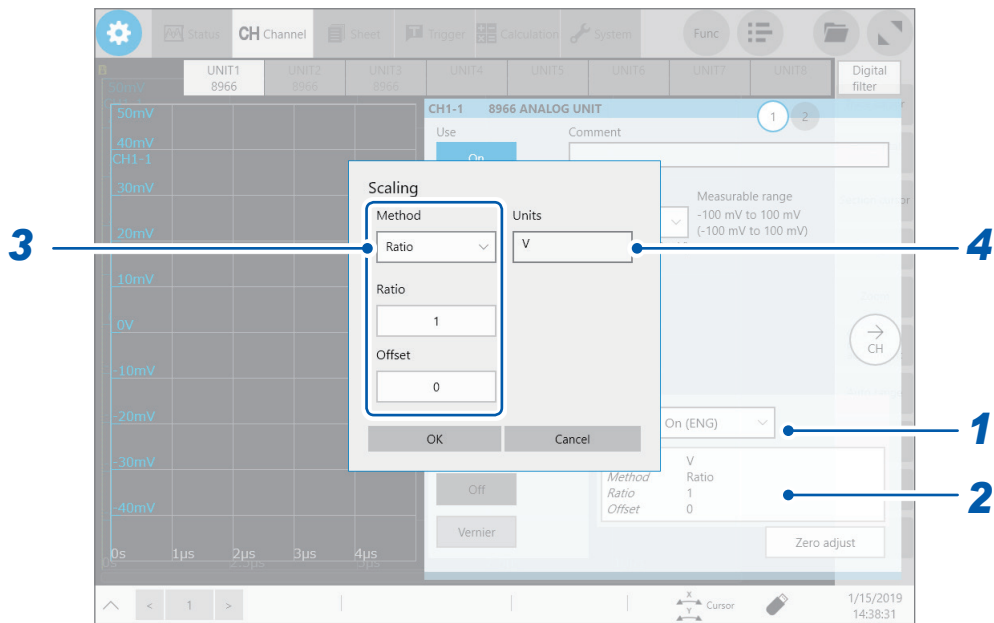 Status
CH Channel
Sheet
Trigger
Calculation
System
Func
UNIT1
8966
UNIT2
8966
UNIT3
8966
UNIT4
UNIT5
UNIT6
UNIT7
UNIT8
Digital
filter
50mV
40mV
CH1-1
30mV
20mV
10mV
0V
-10mV
-20mV
-30mV
-40mV
0s
1µs
2µs
3µs
4µs
CH1-1 8966 ANALOG UNIT
1
2
Use
Comment
On
Measurable range
-100 mV to 100 mV
(-100 mV to 100 mV)
Scaling
Method
Units
Ratio
V
Ratio
1
Offset
0
OK
Cancel
3
4
CH
On (ENG)
1
V
Method Ratio
Ratio 1
Offset 0
2
Off
Vernier
Zero adjust
<
1
>
X
Y
Cursor
1/15/2019
14:38:31